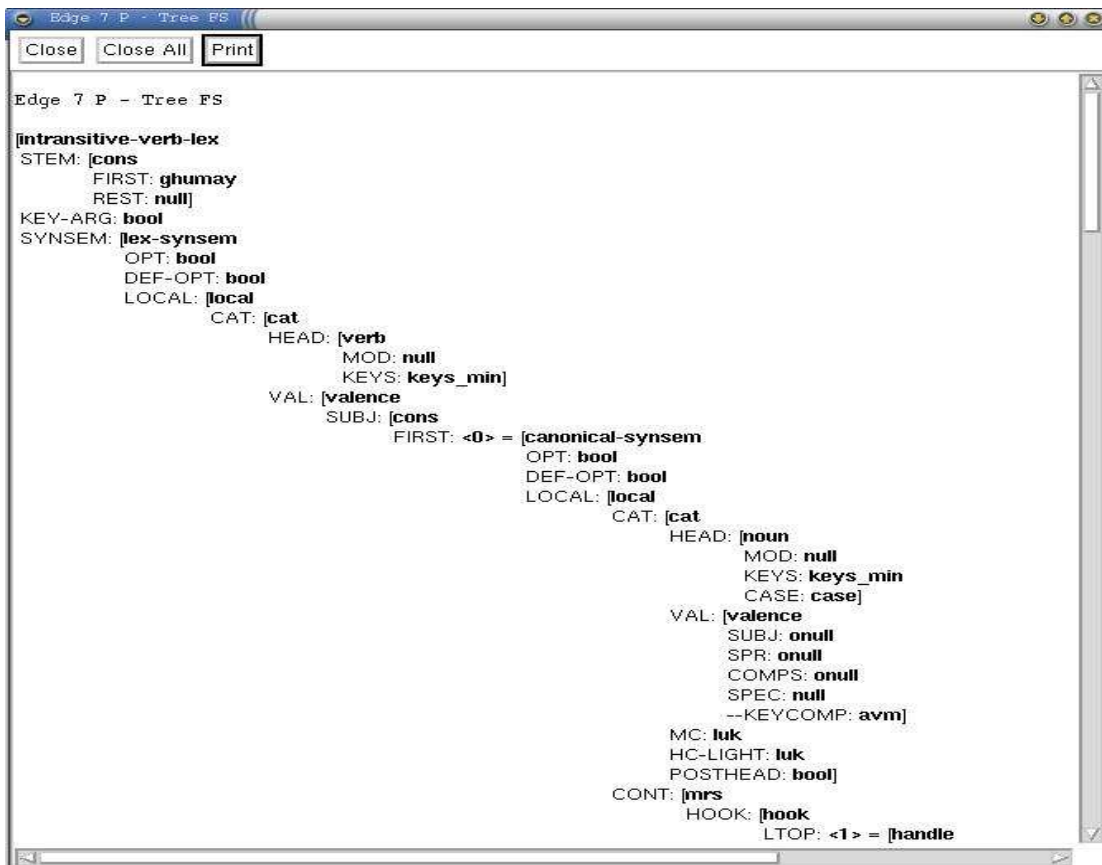 Edge 7 P - Tree FS
Close Close All Print
Edge 7 P - Tree FS
[intransitive-verb-lex
STEM: [cons
FIRST: ghumay
REST: null]
KEY-ARG: bool
SYNSEM: [lex-synsem
OPT: bool
DEF-OPT: bool
LOCAL: [local
CAT: [cat
HEAD: [verb
MOD: null
KEYS: keys_min]
VAL: [valence
SUBJ: [cons
FIRST: <0> = [canonical-synsem
OPT: bool
DEF-OPT: bool
LOCAL: [local
CAT: [cat
HEAD: [noun
MOD: null
KEYS: keys_min
CASE: case]
VAL: [valence
SUBJ: onull
SPR: onull
COMPS: onull
SPEC: null
--KEYCOMP: avm]
MC: luk
HC-LIGHT: luk
POSTHEAD: bool]
CONT: [mrs
HOOK: [hook
LTOP: <1> = [handle